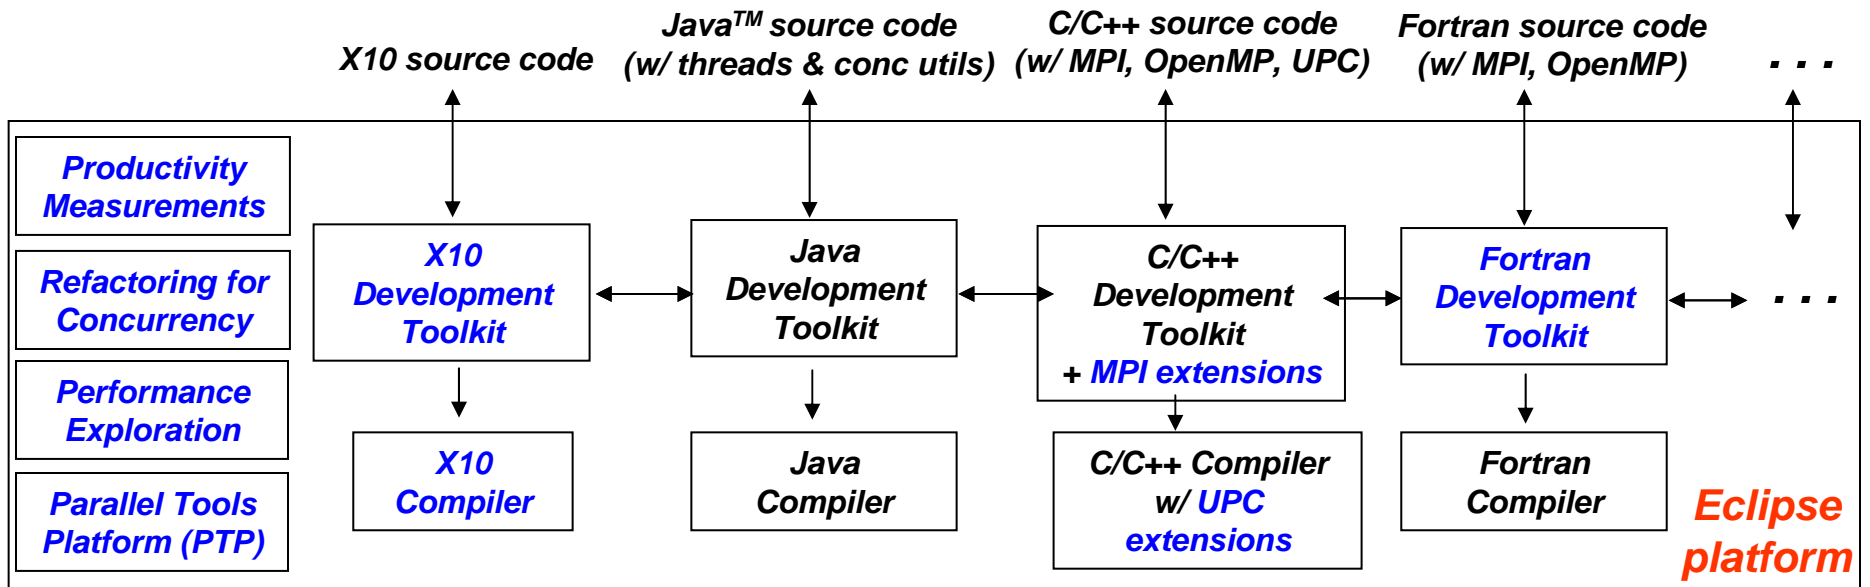 X10 source code
Java™ source code
(w/ threads & conc utils)
C/C++ source code
(w/ MPI, OpenMP, UPC)
Fortran source code
(w/ MPI, OpenMP)
. . .
Productivity
Measurements
Refactoring for
Concurrency
Performance
Exploration
Parallel Tools
Platform (PTP)
X10
Development
Toolkit
Java
Development
Toolkit
C/C++
Development
Toolkit
+ MPI extensions
Fortran
Development
Toolkit
. . .
X10
Compiler
Java
Compiler
C/C++ Compiler
w/ UPC
extensions
Fortran
Compiler
Eclipse
platform